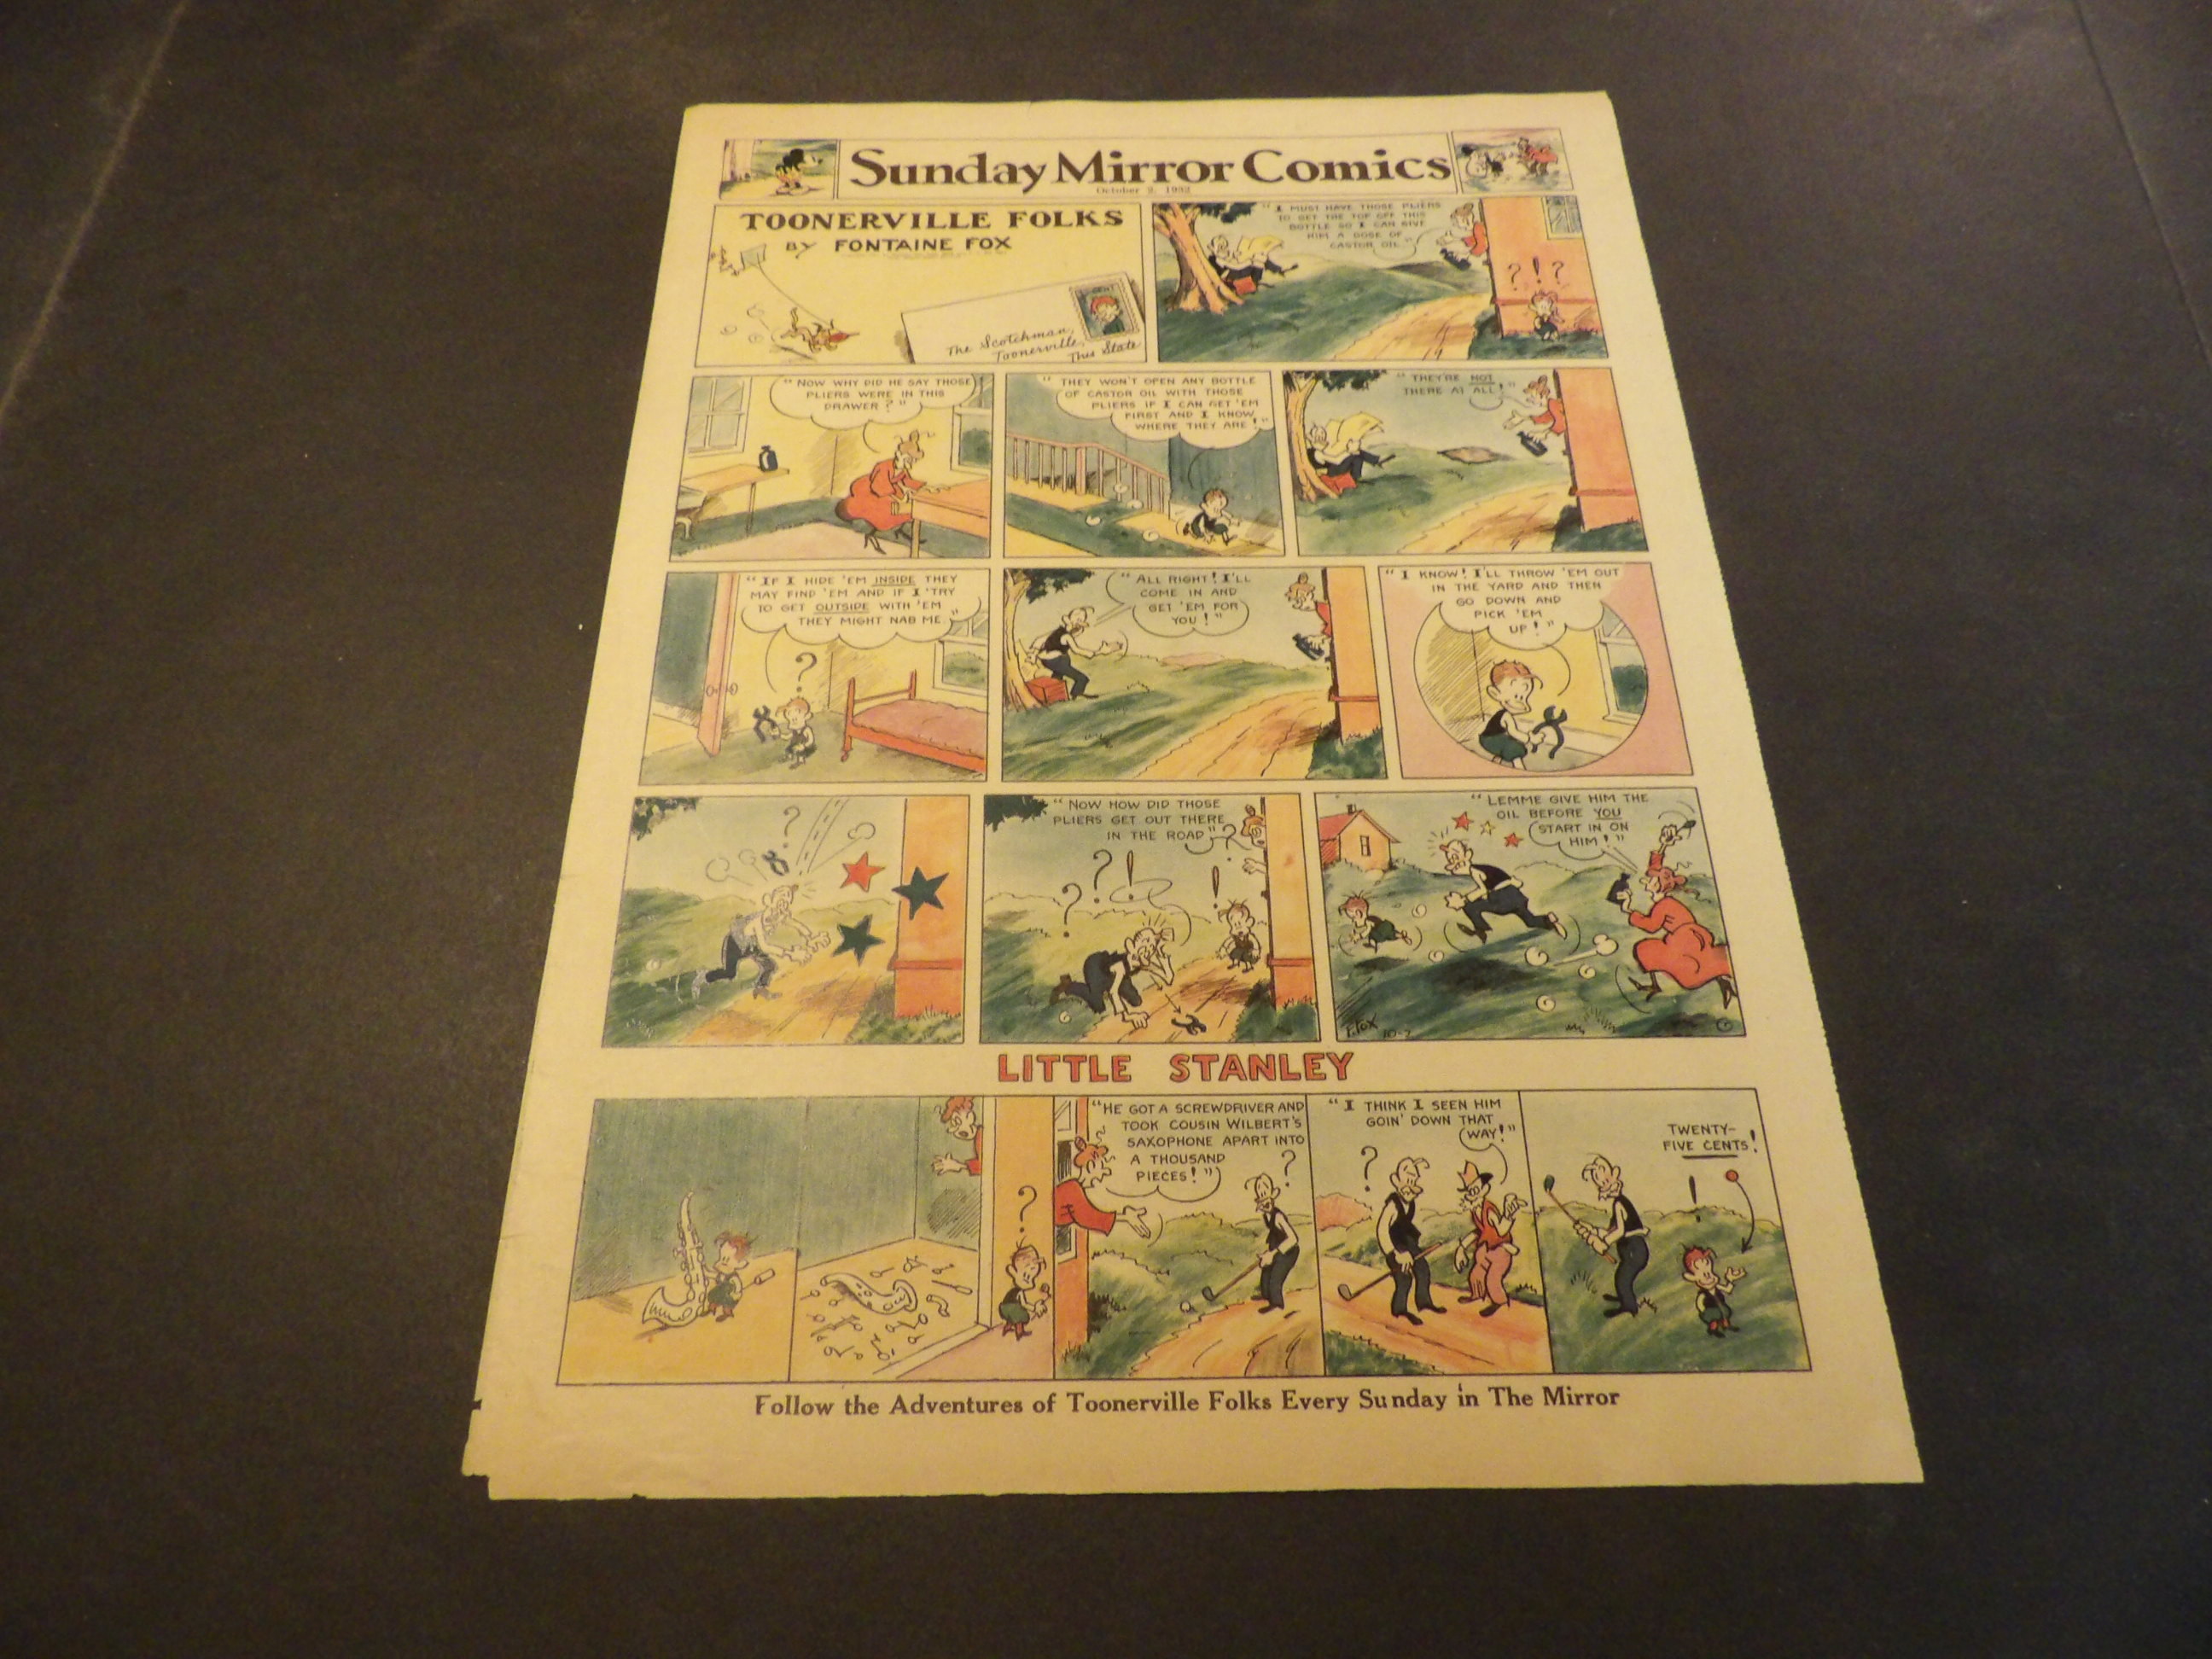 Sunday Mirror Comics
October 2, 1932
TOONERVILLE FOLKS
BY FONTAINE FOX
The Scotchman,
Toonerville,
This State
"I MUST HAVE THOSE PLIERS
TO GET THE TOP OFF THIS
BOTTLE SO I CAN GIVE
HIM A DOSE OF
CASTOR OIL"
?!?
"NOW WHY DID HE SAY THOSE
PLIERS WERE IN THIS
DRAWER?"
"THEY WON'T OPEN ANY BOTTLE
OF CASTOR OIL WITH THOSE
PLIERS IF I CAN GET 'EM
FIRST AND I KNOW
WHERE THEY ARE!"
"THEY'RE NOT
THERE AT ALL,"
"IF I HIDE 'EM INSIDE THEY
MAY FIND 'EM AND IF I TRY
TO GET OUTSIDE WITH 'EM
THEY MIGHT NAB ME"
?
"ALL RIGHT! I'LL
COME IN AND
GET 'EM FOR
YOU!"
"I KNOW! I'LL THROW 'EM OUT
IN THE YARD AND THEN
GO DOWN AND
PICK 'EM
UP!"
?
"NOW HOW DID THOSE
PLIERS GET OUT THERE
IN THE ROAD"?
??!
!
"LEMME GIVE HIM THE
OIL BEFORE YOU
START IN ON
HIM!"
F. FOX 10-2
LITTLE STANLEY
?
"HE GOT A SCREWDRIVER AND
TOOK COUSIN WILBERT'S
SAXOPHONE APART INTO
A THOUSAND
PIECES!"
?
"I THINK I SEEN HIM
GOIN' DOWN THAT
WAY!"
?
TWENTY-
FIVE CENTS!
!
Follow the Adventures of Toonerville Folks Every Sunday in The Mirror